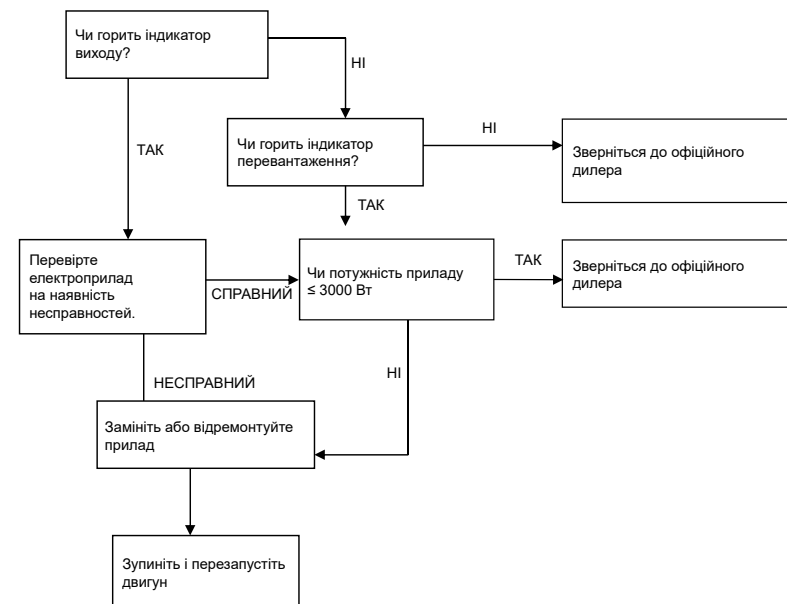 Чи горить індикатор
виходу?
НІ
ТАК
Чи горить індикатор
перевантаження?
НІ
Зверніться до офіційного
дилера
ТАК
Перевірте
електроприлад
на наявність
несправностей.
СПРАВНИЙ
Чи потужність приладу
≤ 3000 Вт
ТАК
Зверніться до офіційного
дилера
НІ
НЕСПРАВНИЙ
Замініть або відремонтуйте
прилад
Зупиніть і перезапустіть
двигун